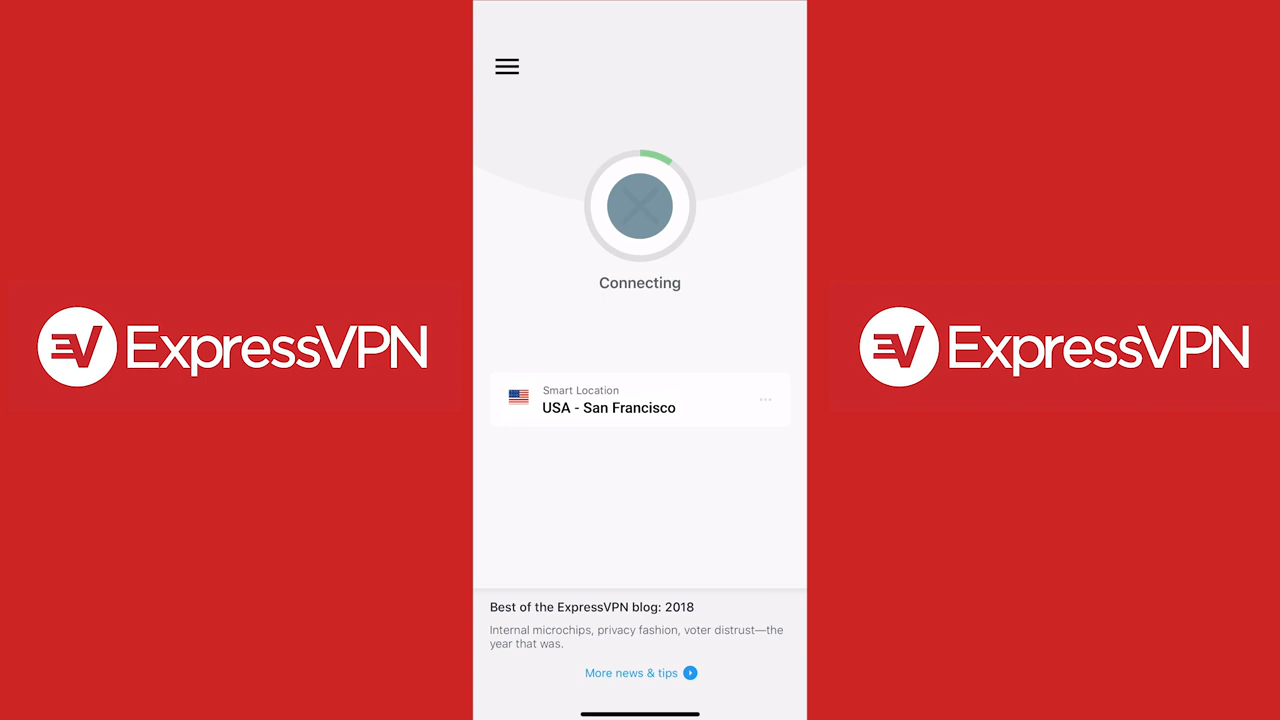 Connecting
EV ExpressVPN
EV ExpressVPN
Smart Location
USA - San Francisco
Best of the ExpressVPN blog: 2018
Internal microchips, privacy fashion, voter distrust—the
year that was.
More news & tips